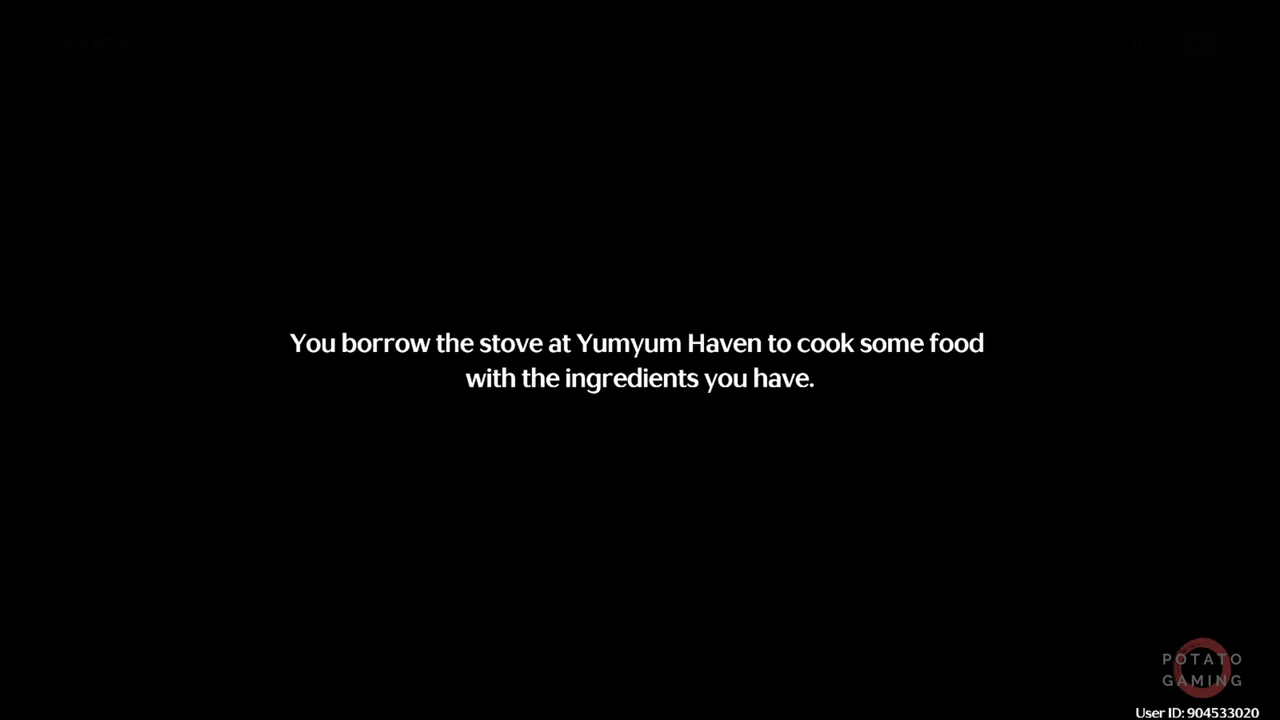 You borrow the stove at Yumyum Haven to cook some food
with the ingredients you have.
POTATO
GAMING
User ID: 904533020